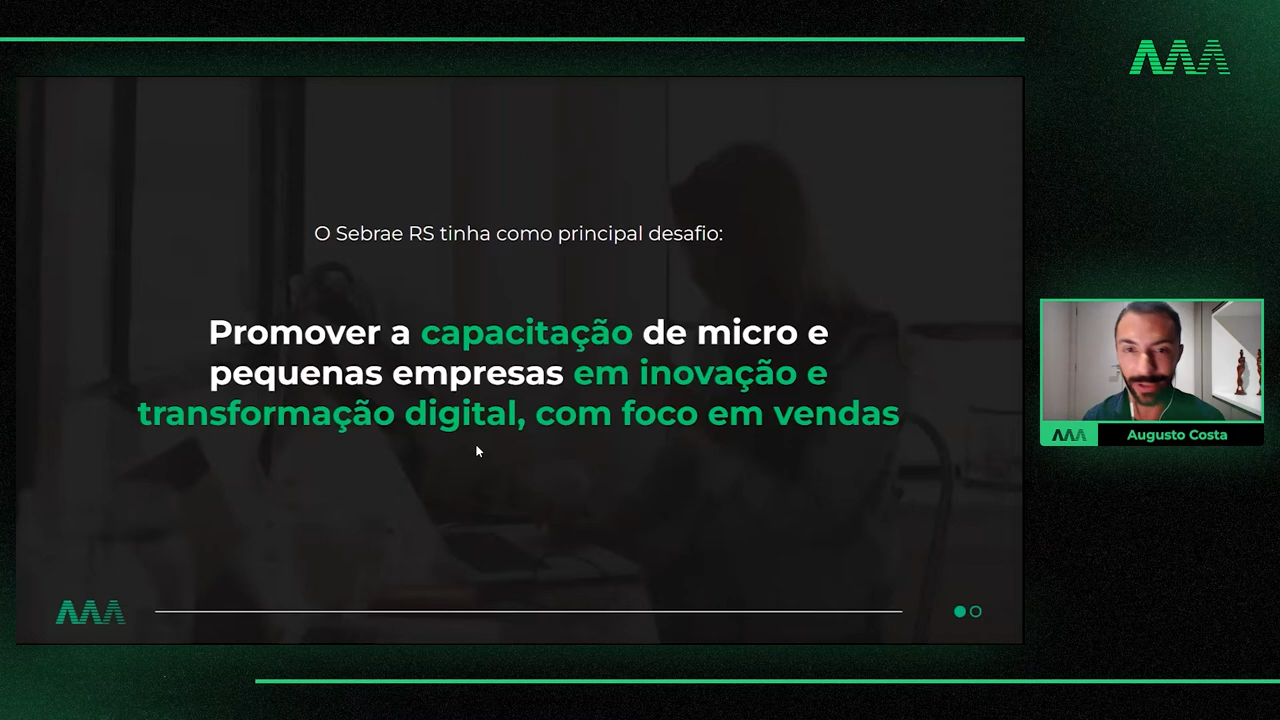 O Sebrae RS tinha como principal desafio:
Promover a capacitação de micro e
pequenas empresas em inovação e
transformação digital, com foco em vendas
Augusto Costa